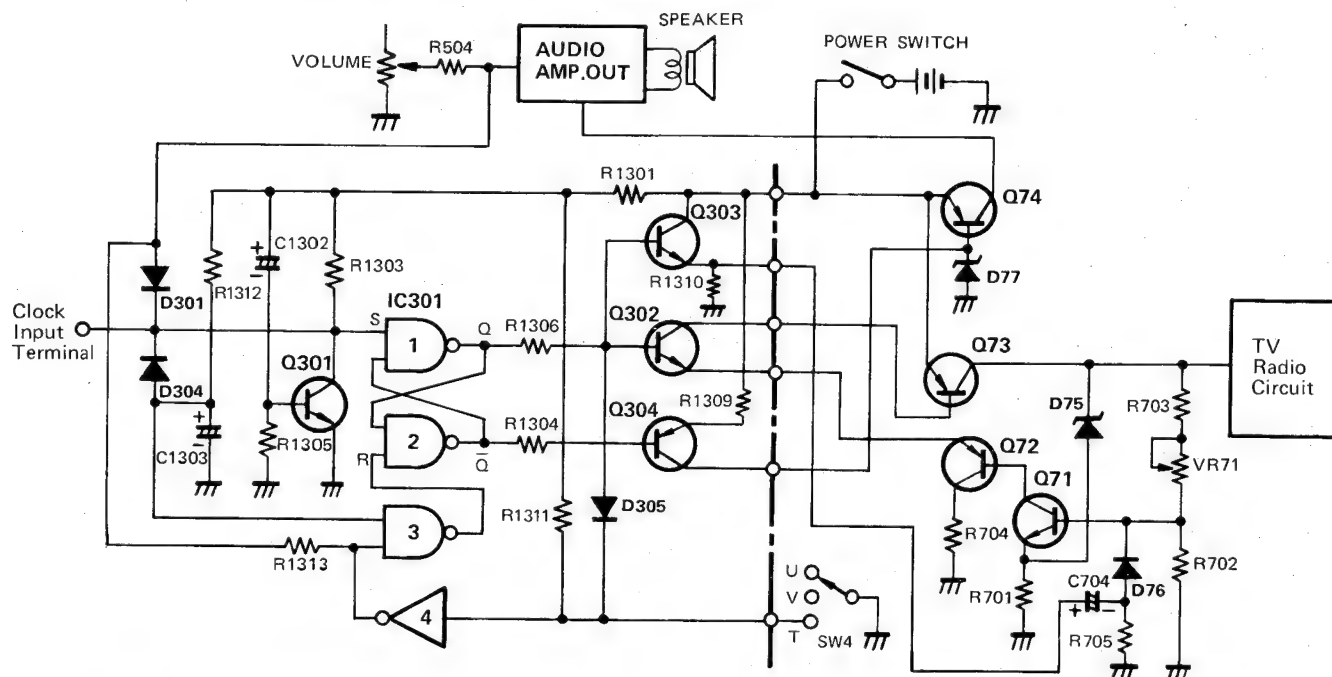 SPEAKER
VOLUME
R504
AUDIO
AMP.OUT
POWER SWITCH
R1301
Q303
Q74
C1302
+
-
R1303
R1312
R1310
D77
D301
IC301
Clock
Input
Terminal
S
1
Q
R1306
Q302
Q73
TV
Radio
Circuit
D304
Q301
R1309
D75
R703
+
-
C1303
R1305
2
R
Q̅
R1304
Q304
Q72
Q71
VR71
3
R1311
D305
R704
R1313
U
V
T
SW4
R701
C704
+
-
D76
R702
R705
4